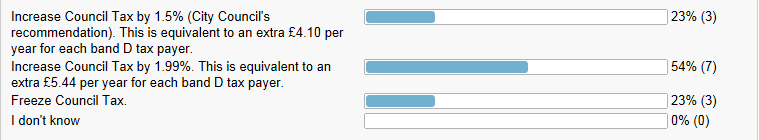 Increase Council Tax by 1.5% (City Council's 23% (3)
recommendation). This is equivalent to an extra £4.10 per
year for each band D tax payer.
Increase Council Tax by 1.99%. This is equivalent to an 54% (7)
extra £5.44 per year for each band D tax payer.
Freeze Council Tax. 23% (3)
I don't know 0% (0)